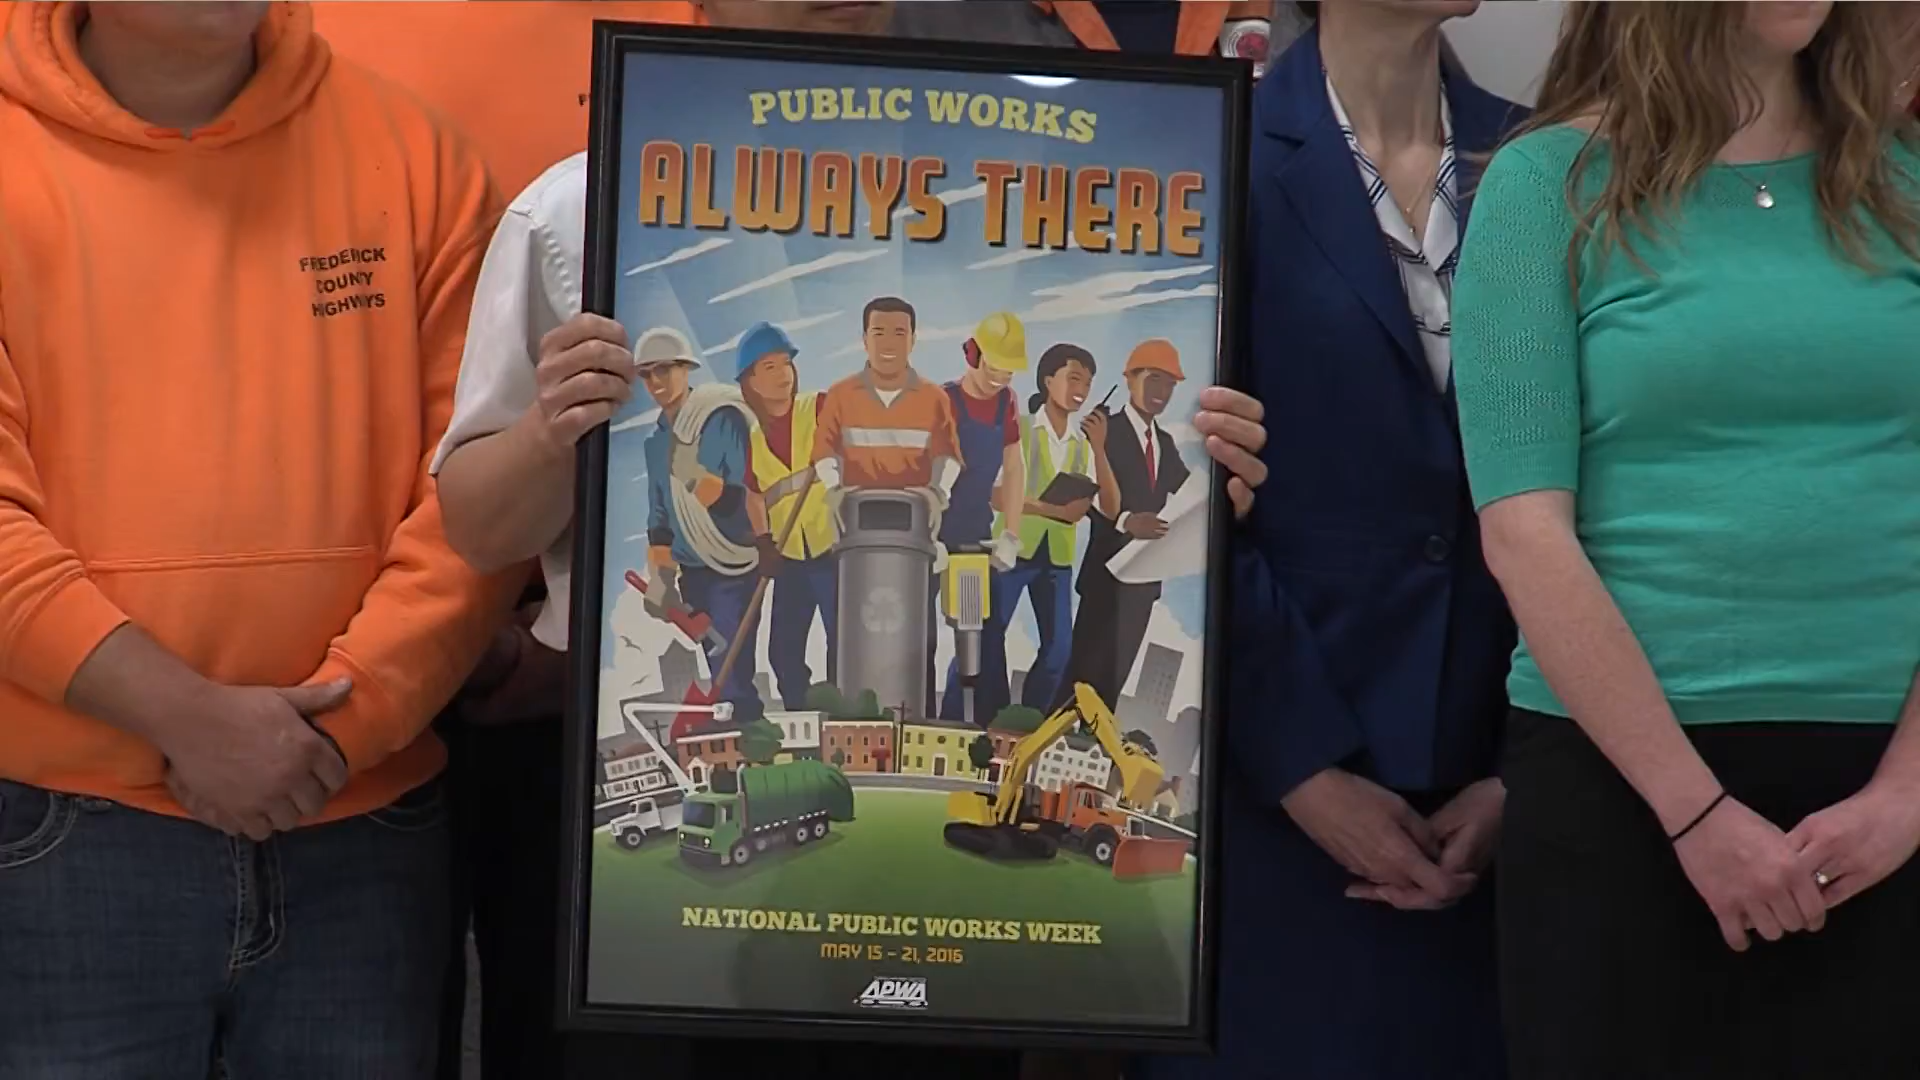 PUBLIC WORKS
ALWAYS THERE
FREDERICK
COUNTY
HIGHWAYS
NATIONAL PUBLIC WORKS WEEK
MAY 15 - 21, 2016
APWA